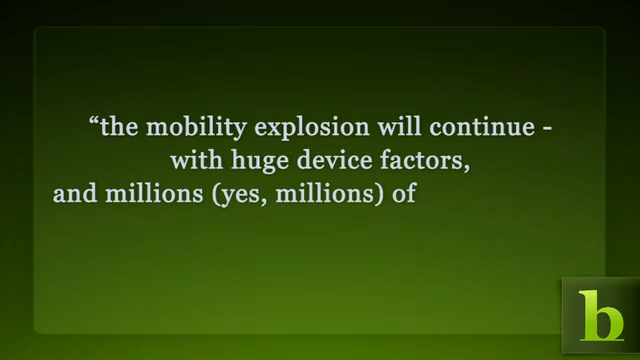 “the mobility explosion will continue -
with huge device factors,
and millions (yes, millions) of
b